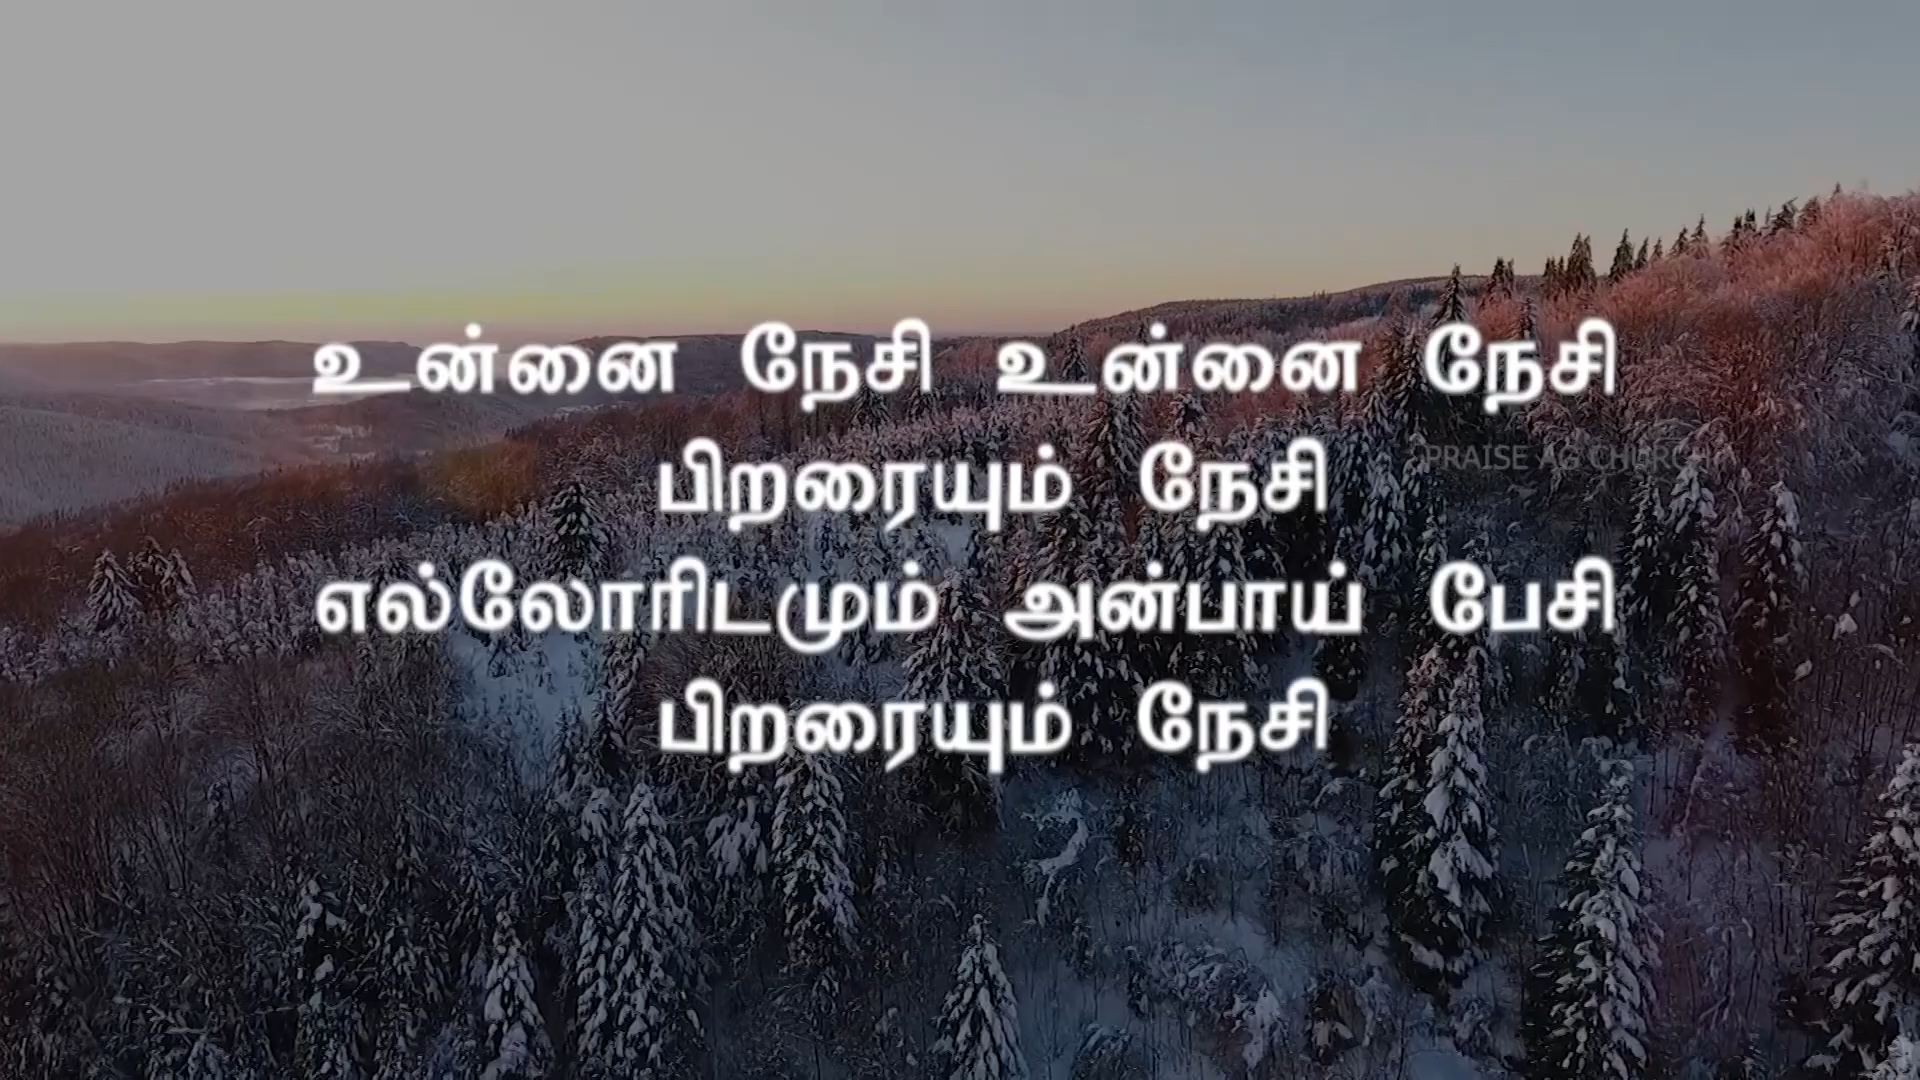 உன்னை நேசி உன்னை நேசி
பிறரையும் நேசி
PRAISE AG CHURCH
எல்லோரிடமும் அன்பாய் பேசி
பிறரையும் நேசி